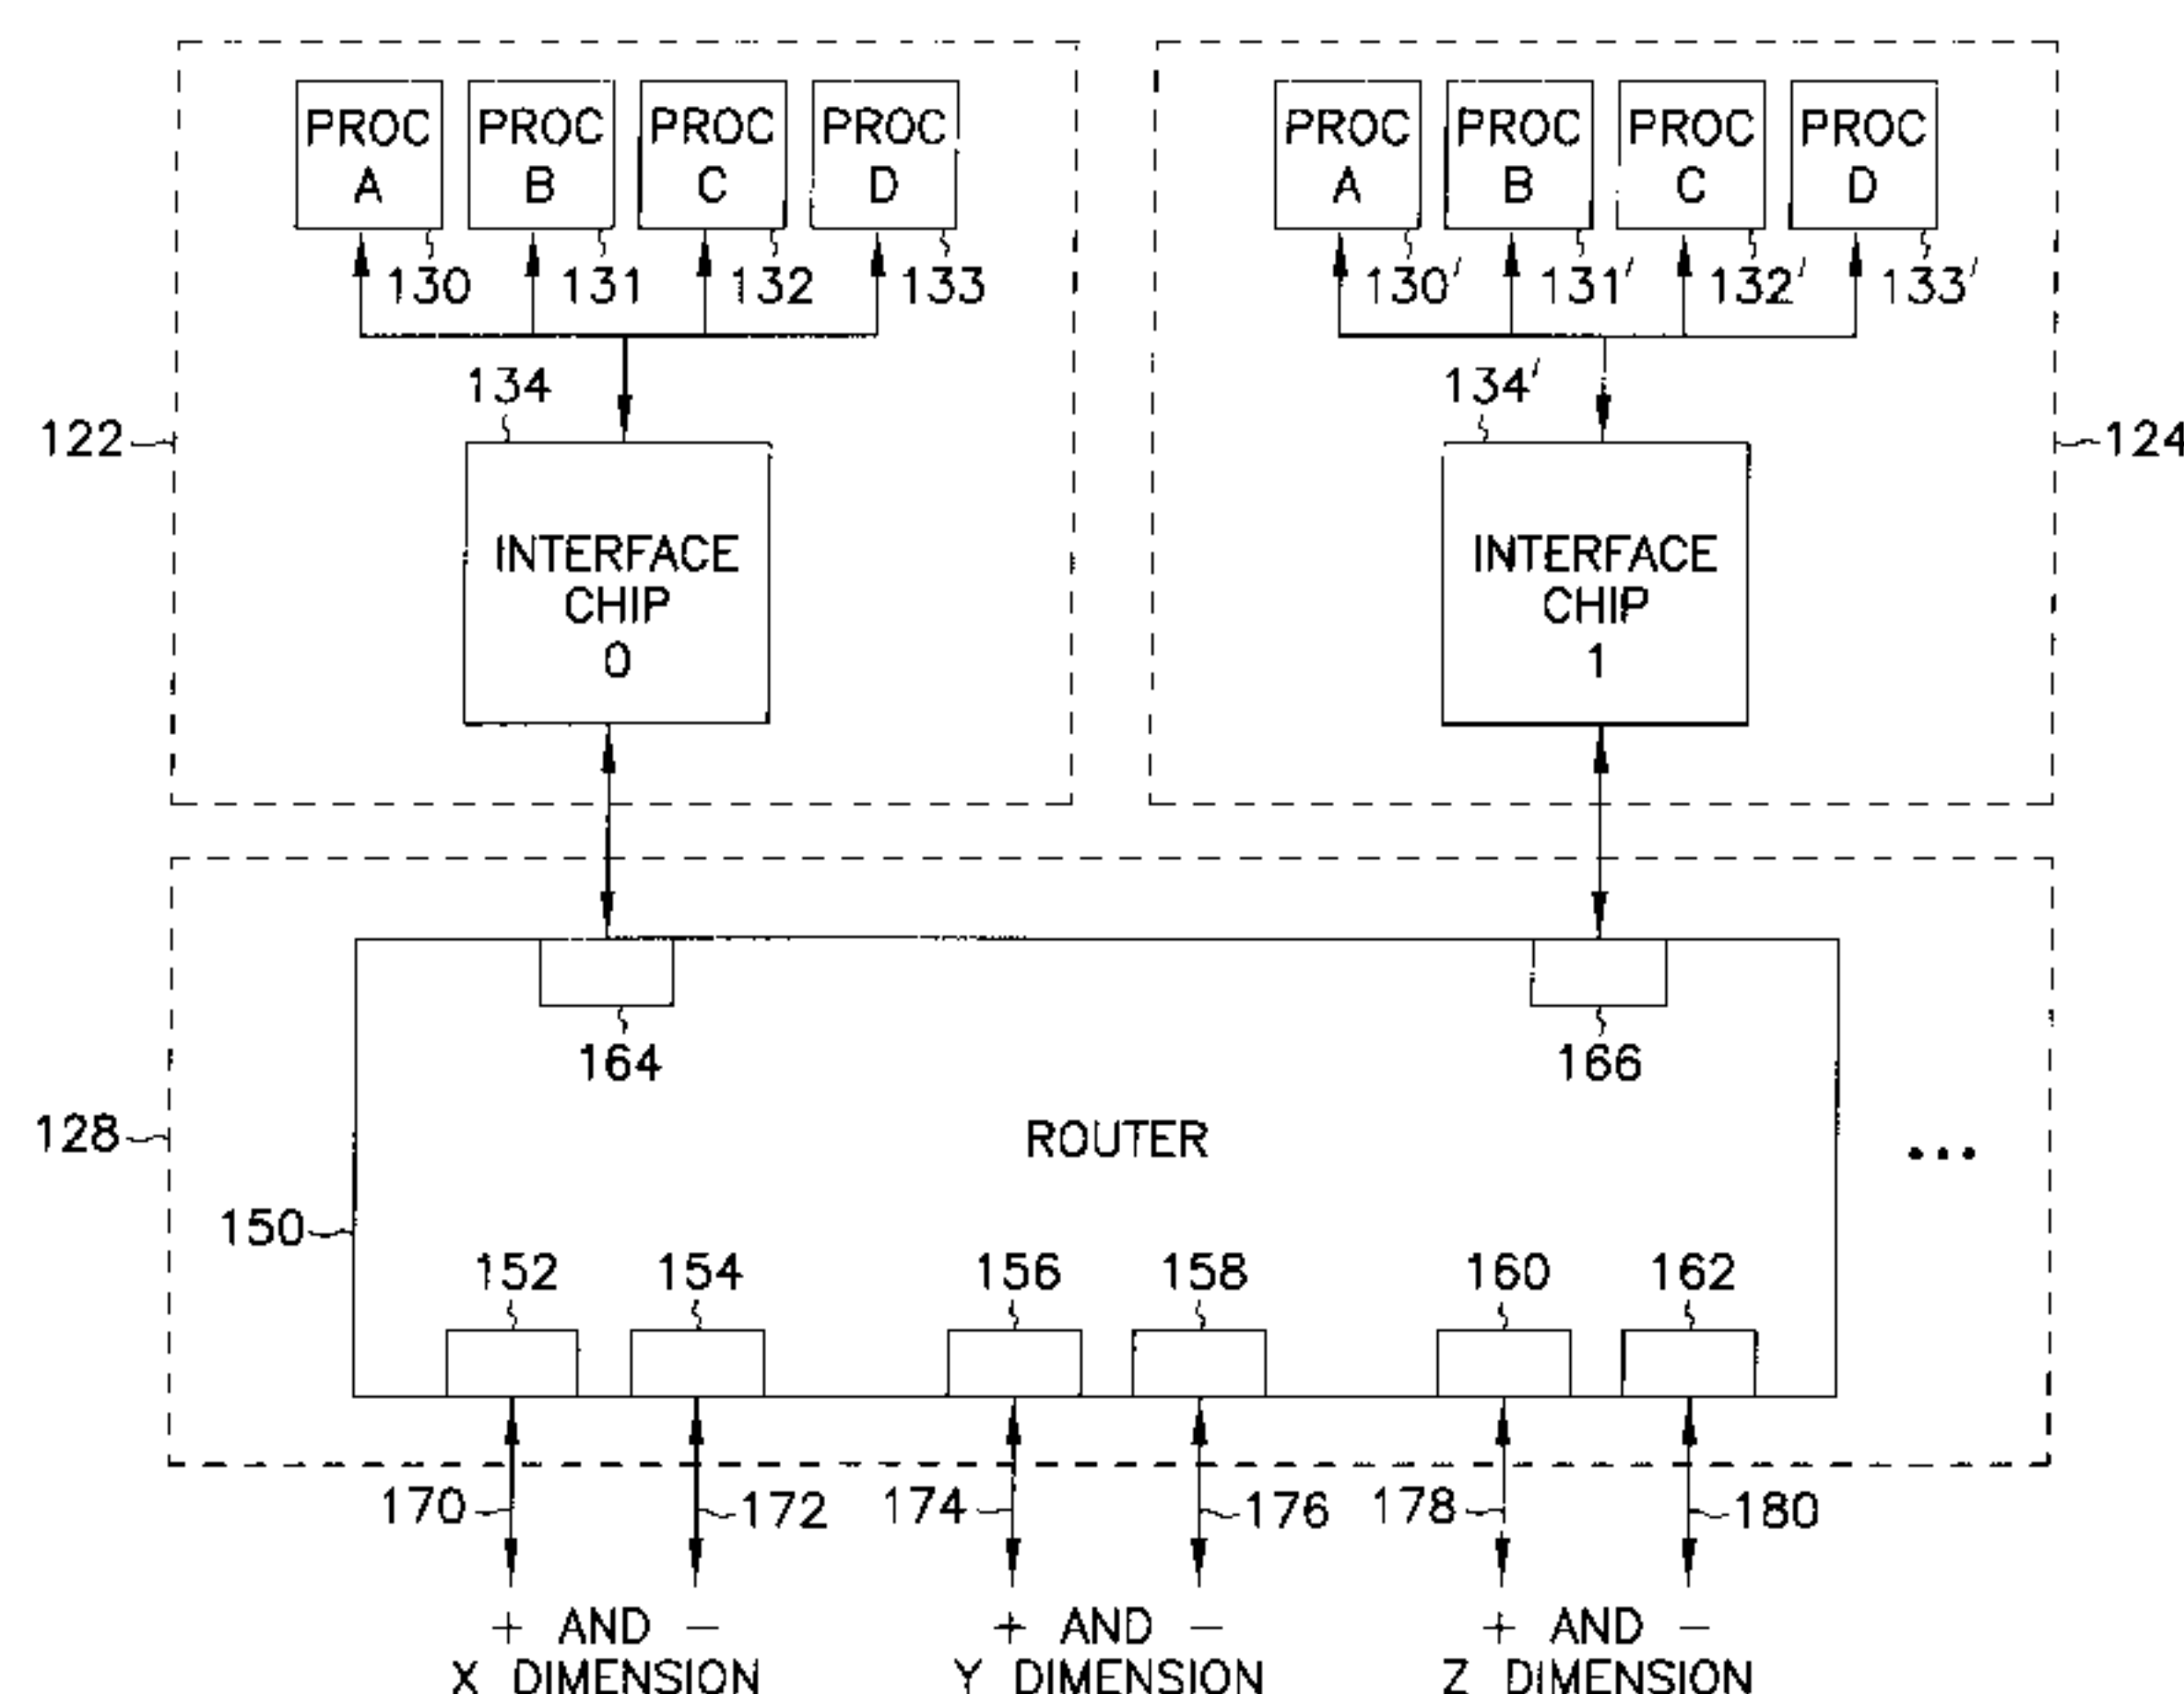 PROC A
PROC B
PROC C
PROC D
PROC A
PROC B
PROC C
PROC D
130
131
132
133
130'
131'
132'
133'
134
134'
122
124
INTERFACE
CHIP
0
INTERFACE
CHIP
1
164
166
128
ROUTER
...
150
152
154
156
158
160
162
170
172
174
176
178
180
+ AND −
X DIMENSION
+ AND −
Y DIMENSION
+ AND −
Z DIMENSION